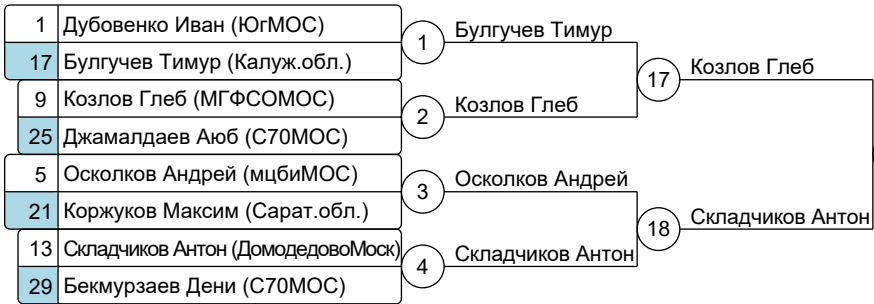 1 Дубовенко Иван (ЮгМОС)
17 Булгучев Тимур (Калуж.обл.)
1 Булгучев Тимур
9 Козлов Глеб (МГФСОМОС)
25 Джамалдаев Аюб (С70МОС)
2 Козлов Глеб
17 Козлов Глеб
5 Осколков Андрей (мцбиМОС)
21 Коржуков Максим (Сарат.обл.)
3 Осколков Андрей
13 Складчиков Антон (ДомодедовоМоск)
29 Бекмурзаев Дени (С70МОС)
4 Складчиков Антон
18 Складчиков Антон